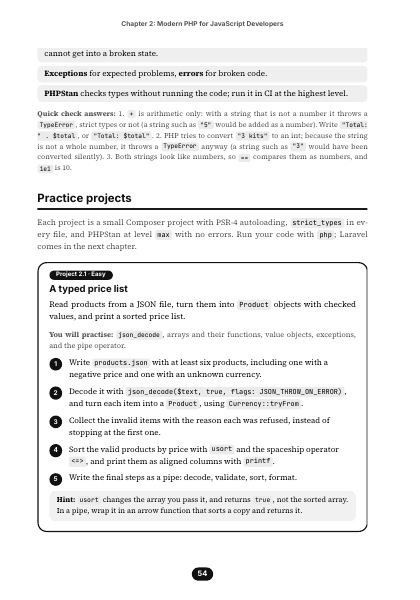 Chapter 2: Modern PHP for JavaScript Developers
cannot get into a broken state.
Exceptions for expected problems, errors for broken code.
PHPStan checks types without running the code; run it in CI at the highest level.
Quick check answers: 1. + is arithmetic only: with a string that is not a number it throws a
TypeError, strict types or not (a string such as "5" would be added as a number). Write "Total:
" . $total, or "Total: $total". 2. PHP tries to convert "3 kits" to an int; because the string
is not a whole number, it throws a TypeError anyway (a string such as "3" would have been
converted silently). 3. Both strings look like numbers, so == compares them as numbers, and
1e1 is 10.
Practice projects
Each project is a small Composer project with PSR-4 autoloading, strict_types in ev-
ery file, and PHPStan at level max with no errors. Run your code with php; Laravel
comes in the next chapter.
Project 2.1 · Easy
A typed price list
Read products from a JSON file, turn them into Product objects with checked
values, and print a sorted price list.
You will practise: json_decode, arrays and their functions, value objects, exceptions,
and the pipe operator.
1 Write products.json with at least six products, including one with a
negative price and one with an unknown currency.
2 Decode it with json_decode($text, true, flags: JSON_THROW_ON_ERROR),
and turn each item into a Product, using Currency::tryFrom.
3 Collect the invalid items with the reason each was refused, instead of
stopping at the first one.
4 Sort the valid products by price with usort and the spaceship operator
<=>, and print them as aligned columns with printf.
5 Write the final steps as a pipe: decode, validate, sort, format.
Hint: usort changes the array you pass it, and returns true, not the sorted array.
In a pipe, wrap it in an arrow function that sorts a copy and returns it.
54